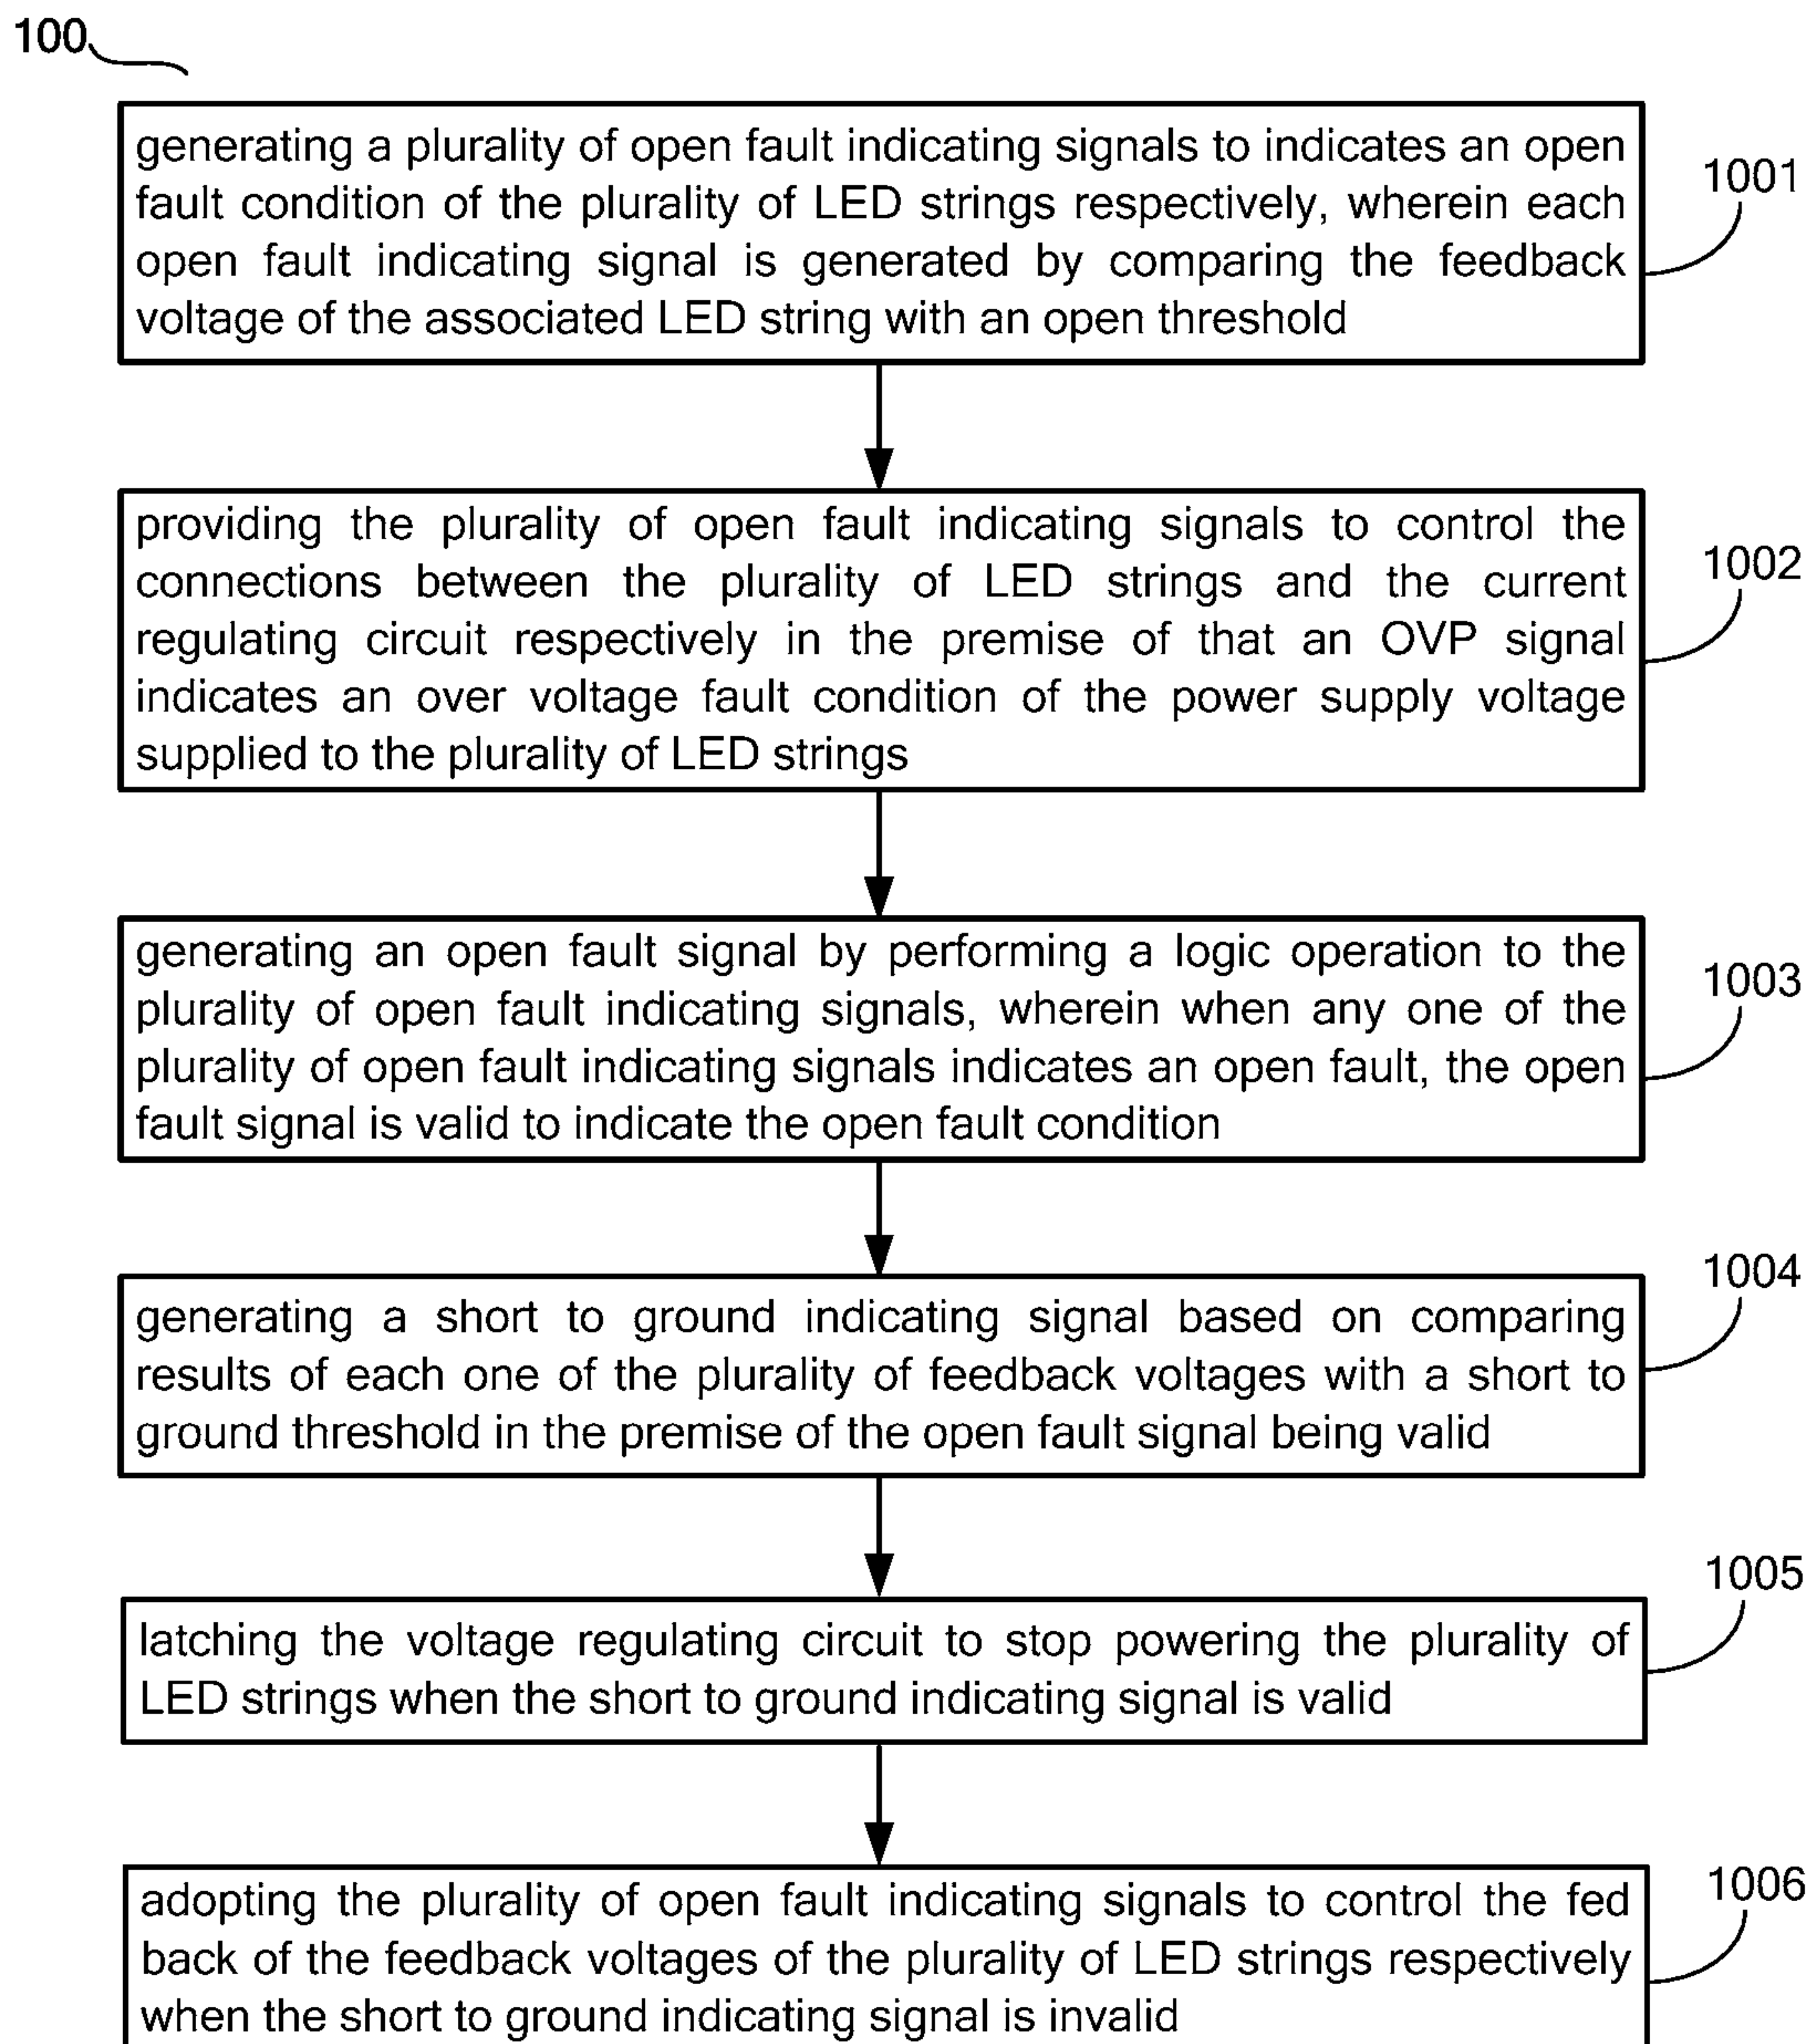 100
generating a plurality of open fault indicating signals to indicates an open
fault condition of the plurality of LED strings respectively, wherein each
open fault indicating signal is generated by comparing the feedback
voltage of the associated LED string with an open threshold
1001
providing the plurality of open fault indicating signals to control the
connections between the plurality of LED strings and the current
regulating circuit respectively in the premise of that an OVP signal
indicates an over voltage fault condition of the power supply voltage
supplied to the plurality of LED strings
1002
generating an open fault signal by performing a logic operation to the
plurality of open fault indicating signals, wherein when any one of the
plurality of open fault indicating signals indicates an open fault, the open
fault signal is valid to indicate the open fault condition
1003
generating a short to ground indicating signal based on comparing
results of each one of the plurality of feedback voltages with a short to
ground threshold in the premise of the open fault signal being valid
1004
latching the voltage regulating circuit to stop powering the plurality of
LED strings when the short to ground indicating signal is valid
1005
adopting the plurality of open fault indicating signals to control the fed
back of the feedback voltages of the plurality of LED strings respectively
when the short to ground indicating signal is invalid
1006